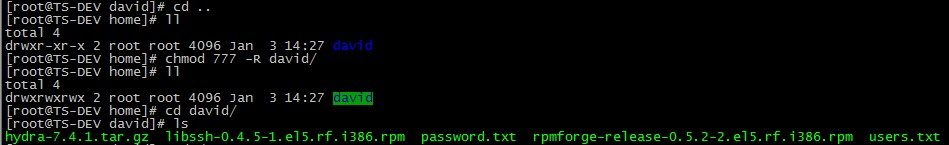 [root@TS-DEV david]# cd ..
[root@TS-DEV home]# ll
total 4
drwxr-xr-x 2 root root 4096 Jan  3 14:27 david
[root@TS-DEV home]# chmod 777 -R david/
[root@TS-DEV home]# ll
total 4
drwxrwxrwx 2 root root 4096 Jan  3 14:27 david
[root@TS-DEV home]# cd david/
[root@TS-DEV david]# ls
hydra-7.4.1.tar.gz  libssh-0.4.5-1.el5.rf.i386.rpm  password.txt  rpmforge-release-0.5.2-2.el5.rf.i386.rpm  users.txt